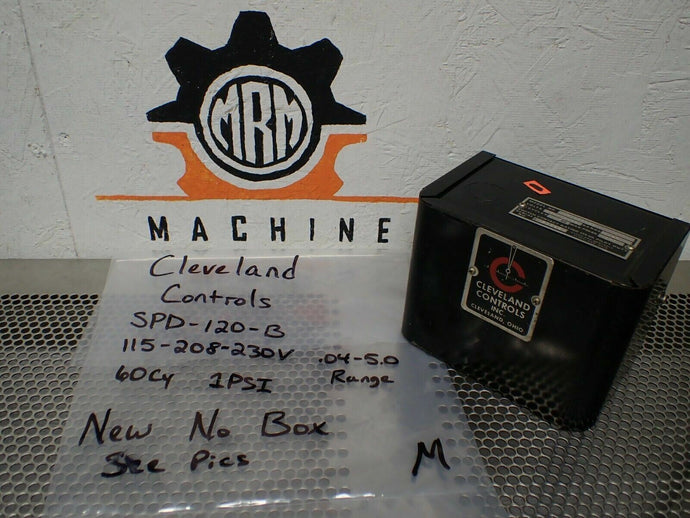 MRM
MACHINE
Cleveland
Controls
SPD-120-B
115-208-230V .04-5.0
60Cy 1PSI Range
New No Box
See Pics
M
C
CLEVELAND
CONTROLS
INC.
CLEVELAND, OHIO